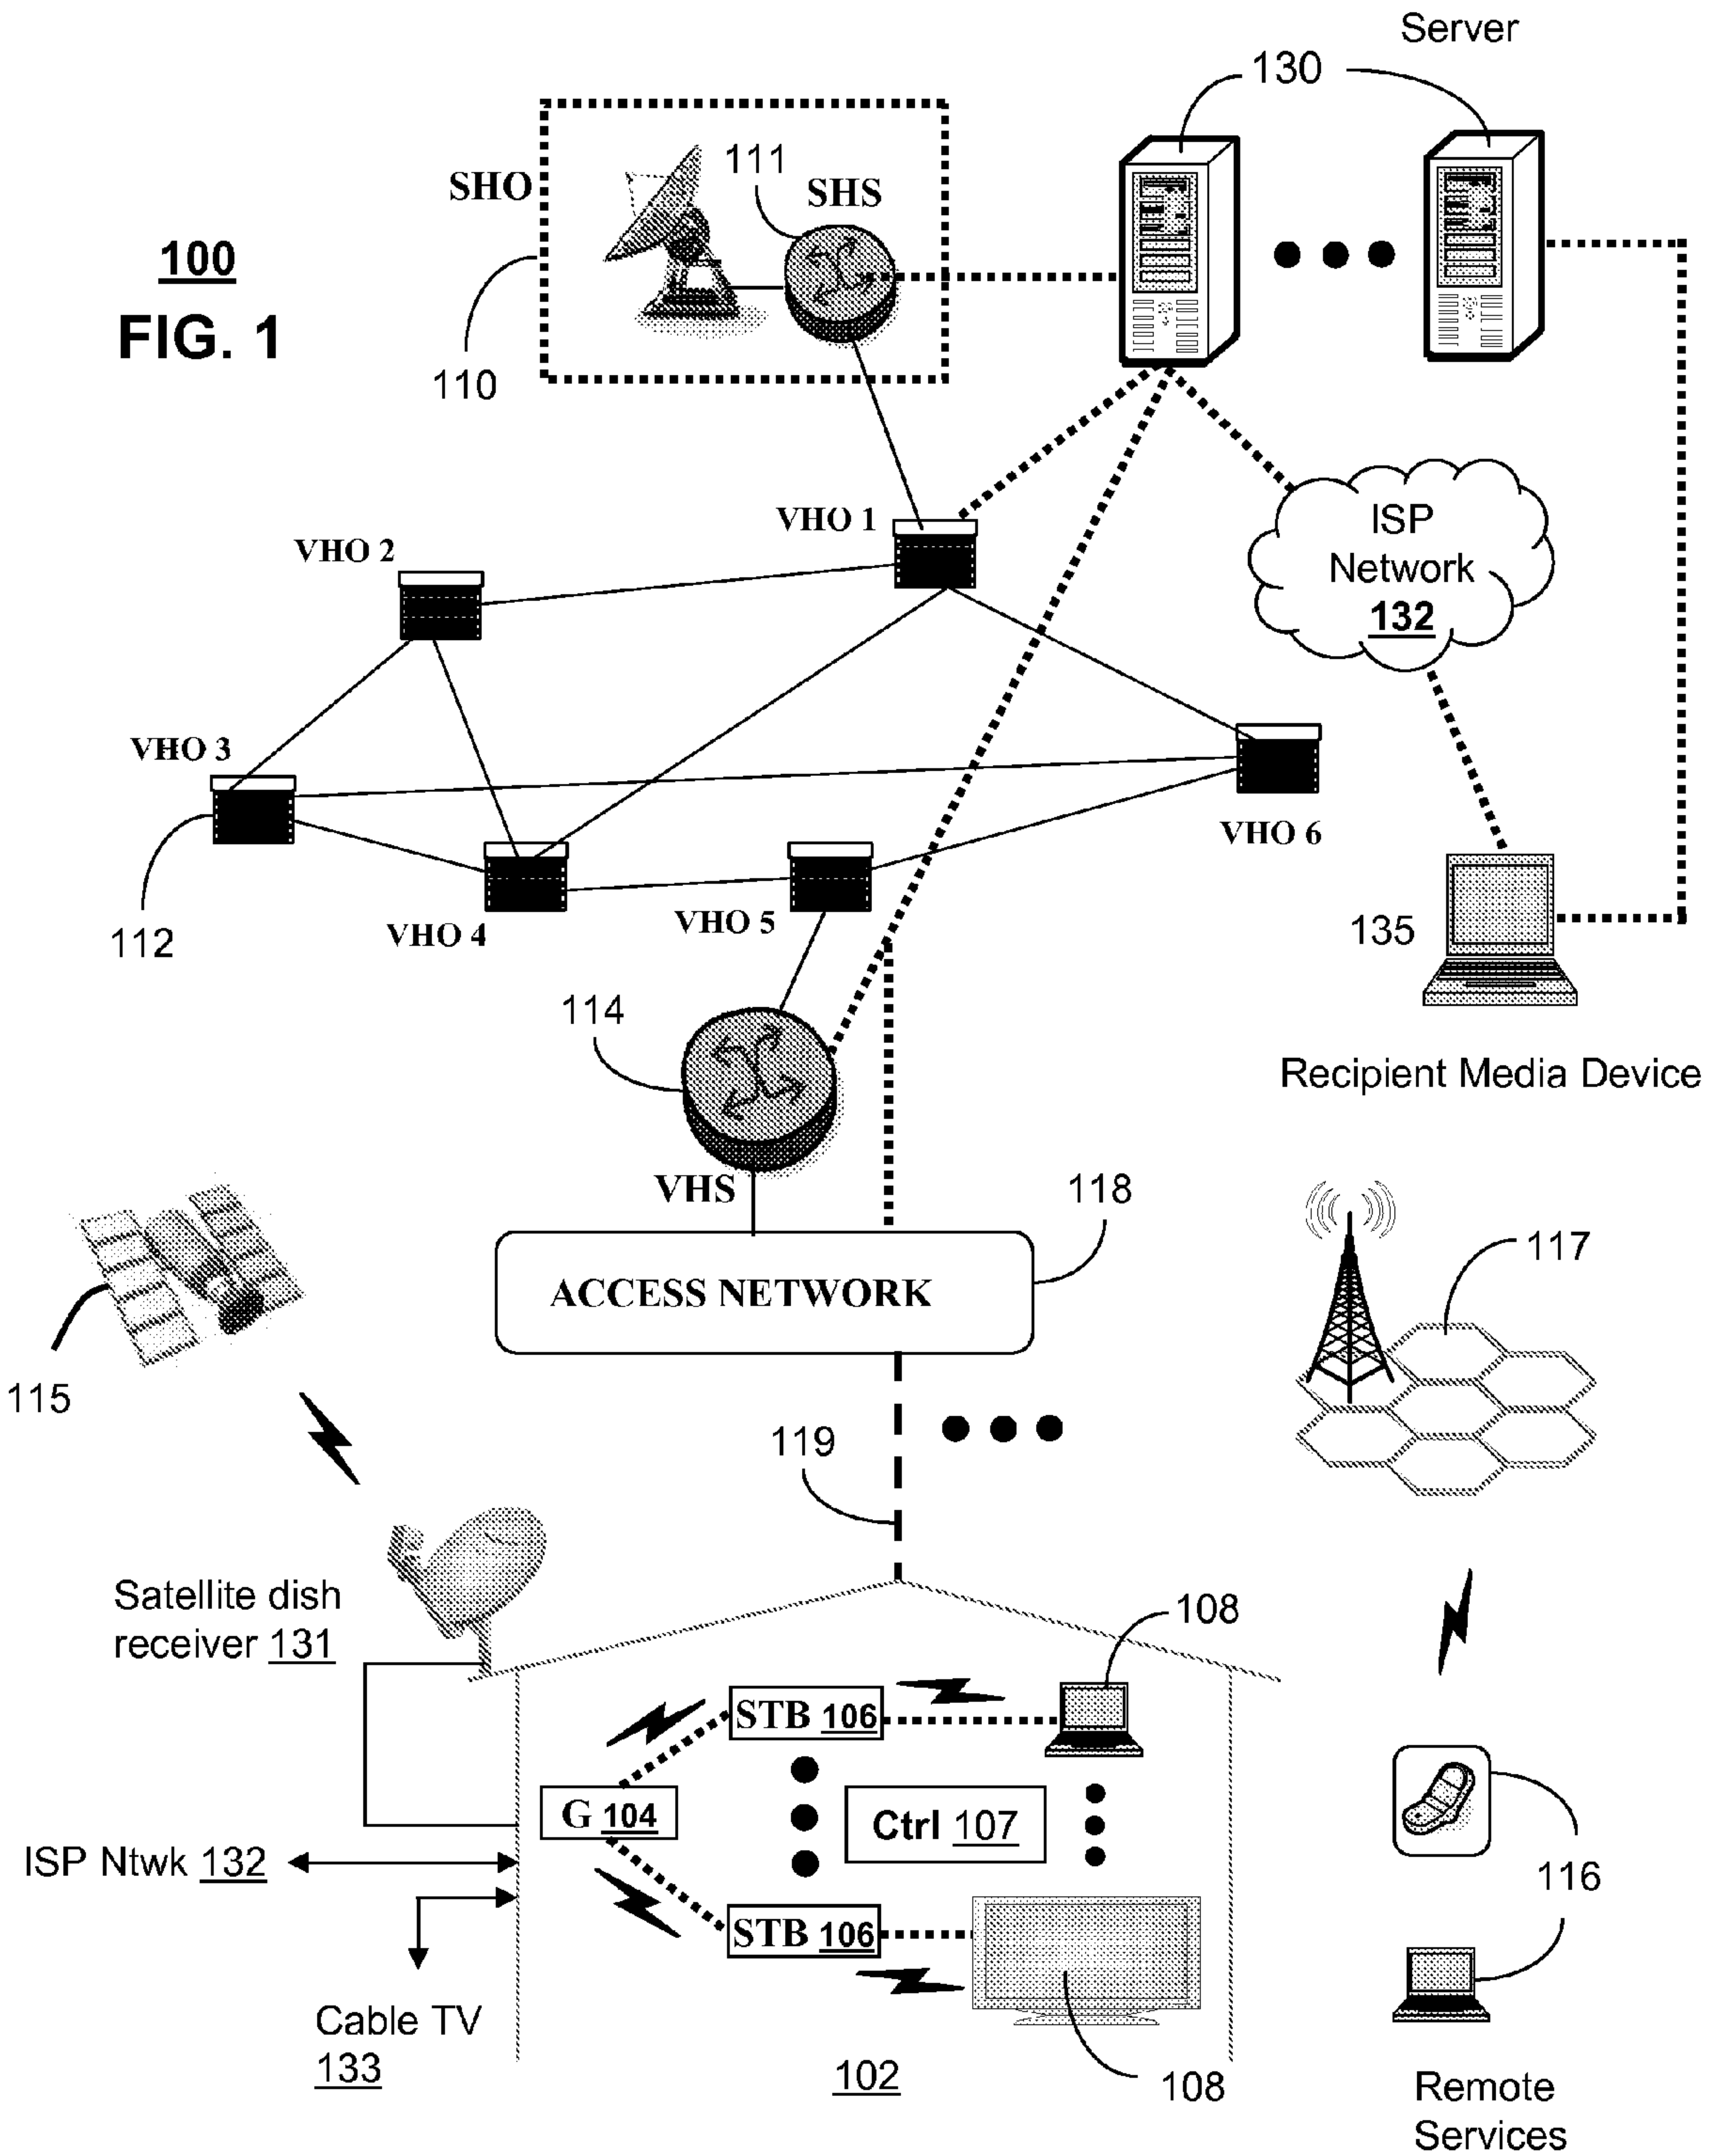 Server
130
111
SHO
SHS
100
FIG. 1
110
VHO 1
ISP
Network
132
VHO 2
VHO 3
VHO 6
112
VHO 4
VHO 5
135
114
Recipient Media Device
VHS
118
117
ACCESS NETWORK
115
119
Satellite dish
receiver 131
108
STB 106
G 104
Ctrl 107
ISP Ntwk 132
116
STB 106
Cable TV
133
102
108
Remote
Services